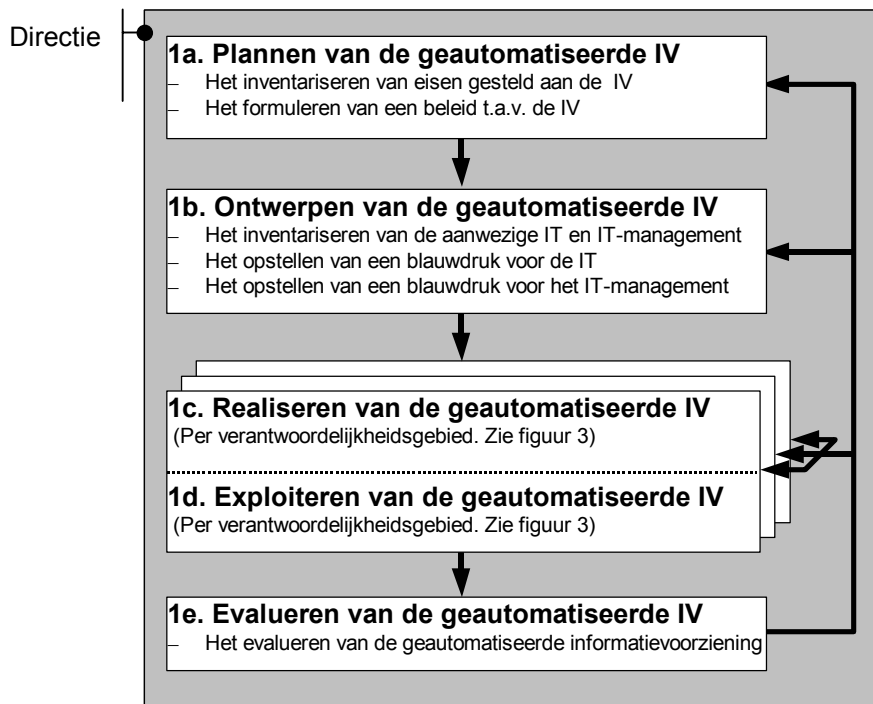 Directie
1a. Plannen van de geautomatiseerde IV
– Het inventariseren van eisen gesteld aan de IV
– Het formuleren van een beleid t.a.v. de IV
1b. Ontwerpen van de geautomatiseerde IV
– Het inventariseren van de aanwezige IT en IT-management
– Het opstellen van een blauwdruk voor de IT
– Het opstellen van een blauwdruk voor het IT-management
1c. Realiseren van de geautomatiseerde IV
(Per verantwoordelijkheidsgebied. Zie figuur 3)
1d. Exploiteren van de geautomatiseerde IV
(Per verantwoordelijkheidsgebied. Zie figuur 3)
1e. Evalueren van de geautomatiseerde IV
– Het evalueren van de geautomatiseerde informatievoorziening